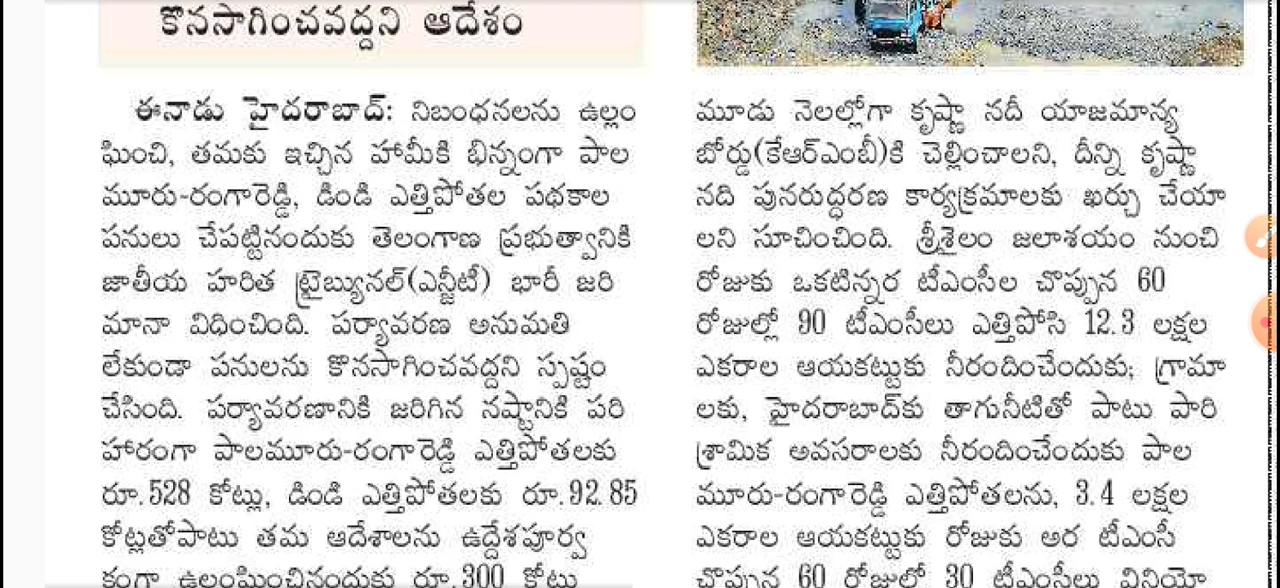 కొనసాగించవద్దని ఆదేశం
ఈనాడు హైదరాబాద్: నిబంధనలను ఉల్లం
ఘించి, తమకు ఇచ్చిన హామీకి భిన్నంగా పాల
మూరు-రంగారెడ్డి, డిండి ఎత్తిపోతల పథకాల
పనులు చేపట్టినందుకు తెలంగాణ ప్రభుత్వానికి
జాతీయ హరిత ట్రైబ్యునల్(ఎన్జీటీ) భారీ జరి
మానా విధించింది. పర్యావరణ అనుమతి
లేకుండా పనులను కొనసాగించవద్దని స్పష్టం
చేసింది. పర్యావరణానికి జరిగిన నష్టానికి పరి
హారంగా పాలమూరు-రంగారెడ్డి ఎత్తిపోతలకు
రూ.528 కోట్లు, డిండి ఎత్తిపోతలకు రూ.92.85
కోట్లతోపాటు తమ ఆదేశాలను ఉద్దేశపూర్వ
కంగా ఉల్లంఘించినందుకు రూ.300 కోట్లు
మూడు నెలల్లోగా కృష్ణా నదీ యాజమాన్య
బోర్డు(కేఆర్ఎంబీ)కి చెల్లించాలని, దీన్ని కృష్ణా
నది పునరుద్ధరణ కార్యక్రమాలకు ఖర్చు చేయా
లని సూచించింది. శ్రీశైలం జలాశయం నుంచి
రోజుకు ఒకటిన్నర టీఎంసీల చొప్పున 60
రోజుల్లో 90 టీఎంసీలు ఎత్తిపోసి 12.3 లక్షల
ఎకరాల ఆయకట్టుకు నీరందించేందుకు; గ్రామా
లకు, హైదరాబాద్‌కు తాగునీటితో పాటు పారి
శ్రామిక అవసరాలకు నీరందించేందుకు పాల
మూరు-రంగారెడ్డి ఎత్తిపోతలను, 3.4 లక్షల
ఎకరాల ఆయకట్టుకు రోజుకు అర టీఎంసీ
చొప్పున 60 రోజుల్లో 30 టీఎంసీలు వినియో